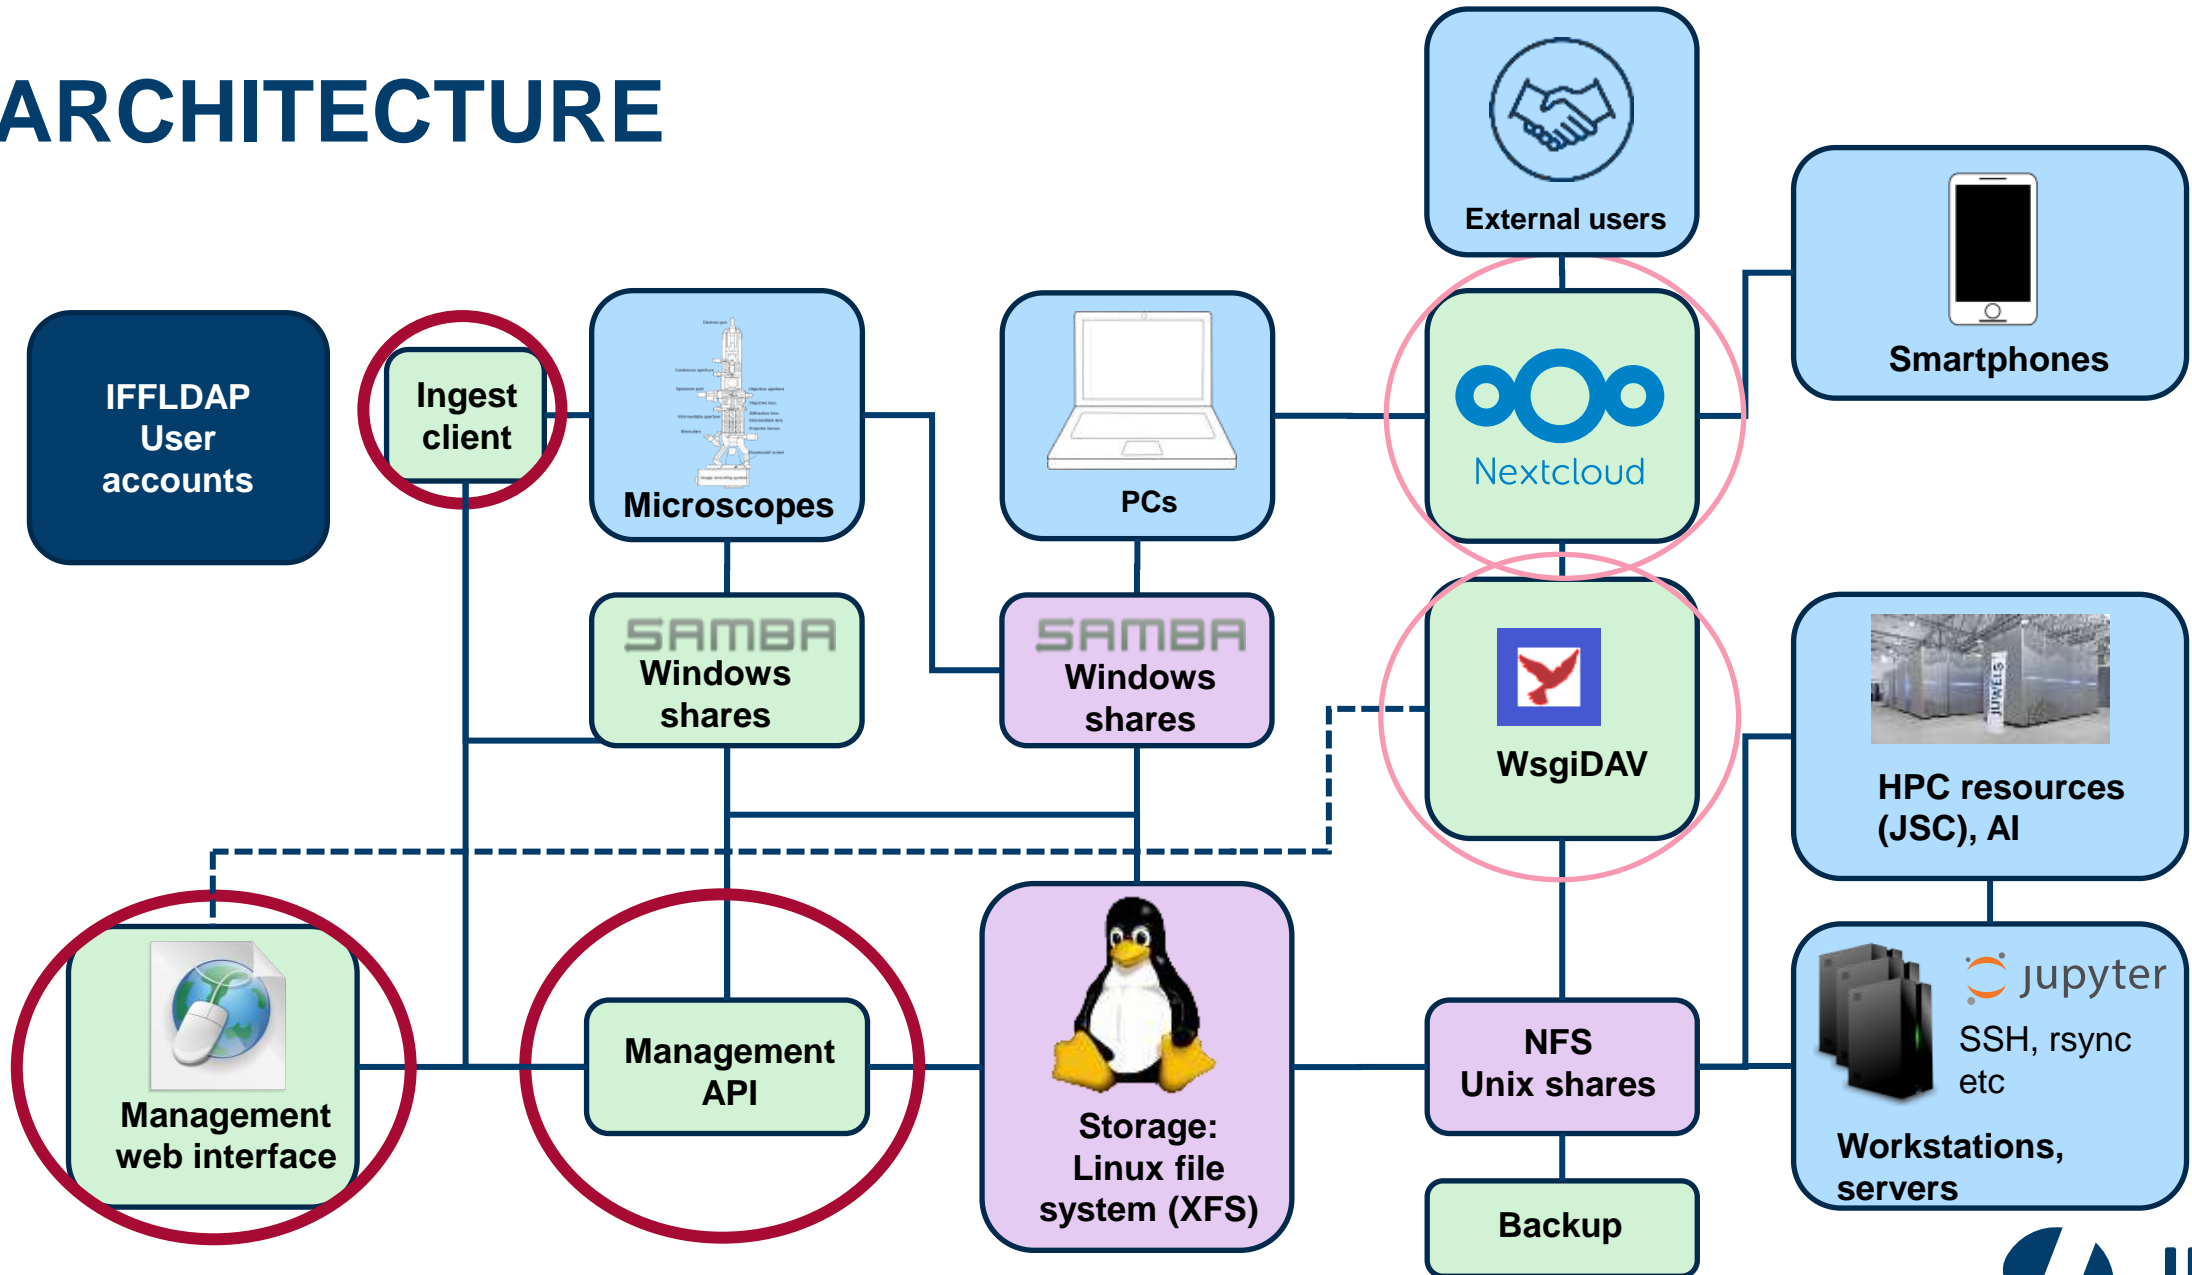 ARCHITECTURE
External users
Smartphones
IFFLDAP
User
accounts
Ingest
client
Microscopes
PCs
Nextcloud
SAMBA
Windows
shares
SAMBA
Windows
shares
WsgiDAV
JUWELS
HPC resources
(JSC), AI
Management
web interface
Management
API
Storage:
Linux file
system (XFS)
NFS
Unix shares
Backup
jupyter
SSH, rsync
etc
Workstations,
servers